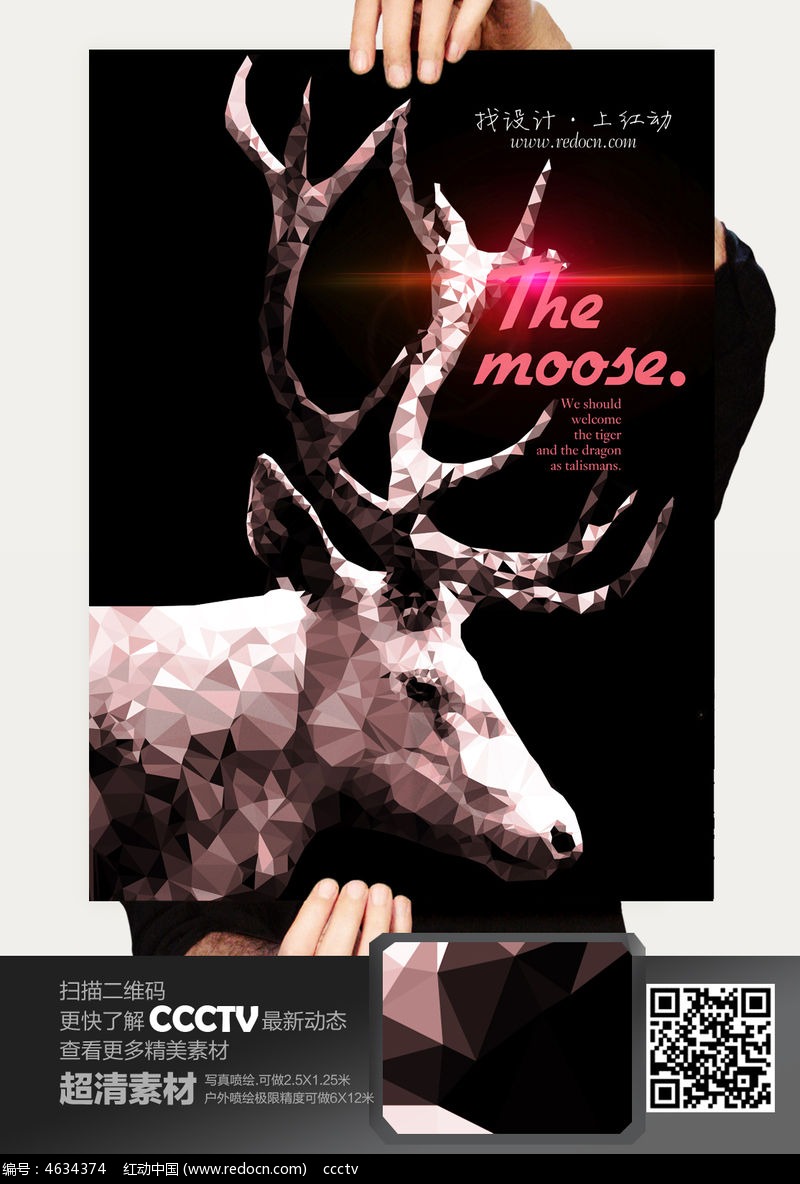 找设计 · 上红动
www.redocn.com
The
moose.
We should
welcome
the tiger
and the dragon
as talismans.
扫描二维码
更快了解 CCCTV 最新动态
查看更多精美素材
超清素材
写真喷绘.可做2.5X1.25米
户外喷绘极限精度可做6X12米
编号：4634374 红动中国 (www.redocn.com) ccctv